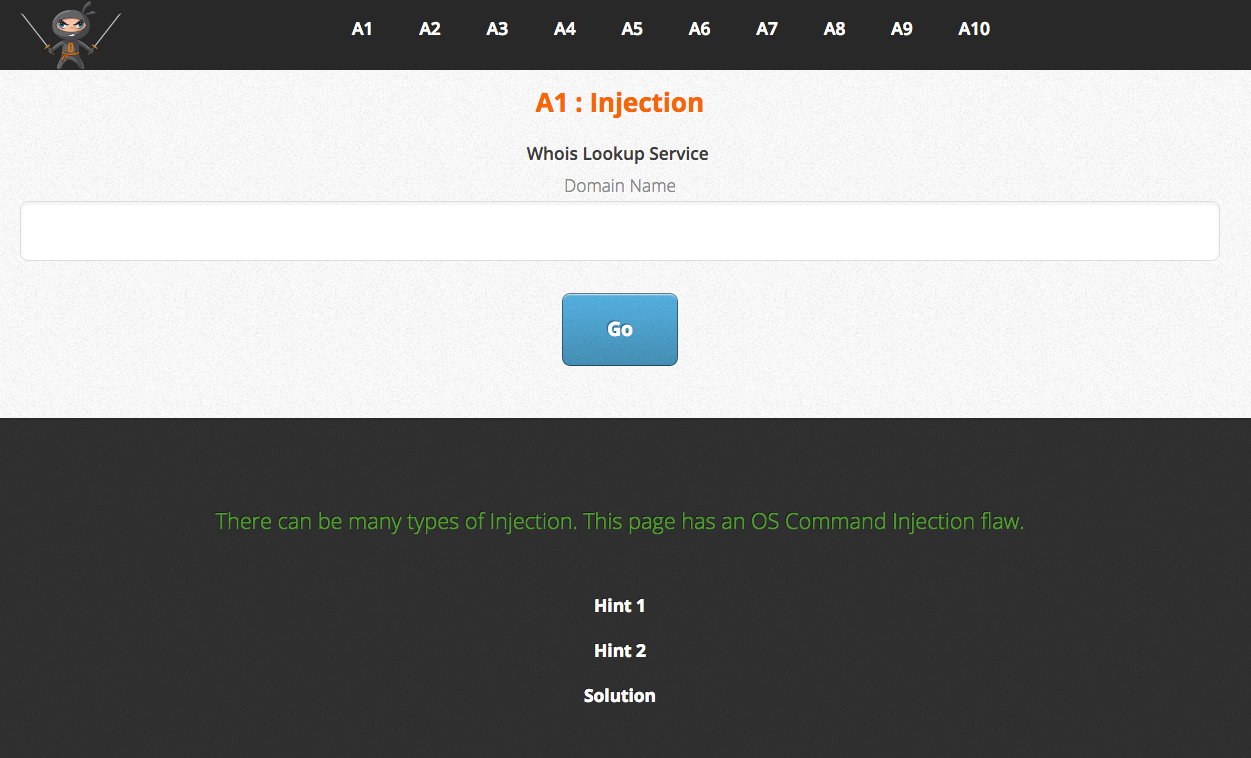 A1 A2 A3 A4 A5 A6 A7 A8 A9 A10
A1 : Injection
Whois Lookup Service
Domain Name
Go
There can be many types of Injection. This page has an OS Command Injection flaw.
Hint 1
Hint 2
Solution